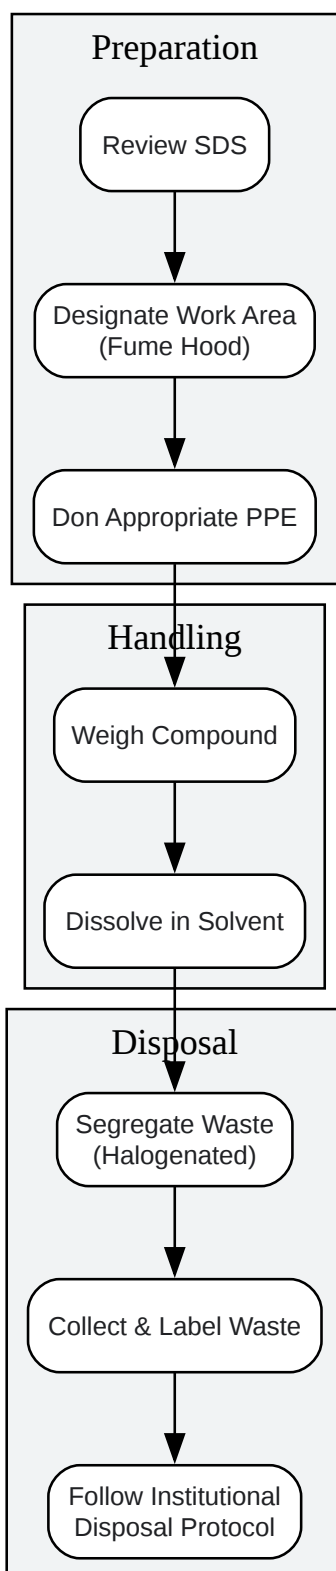 Preparation
Review SDS
Designate Work Area
(Fume Hood)
Don Appropriate PPE
Handling
Weigh Compound
Dissolve in Solvent
Disposal
Segregate Waste
(Halogenated)
Collect & Label Waste
Follow Institutional
Disposal Protocol